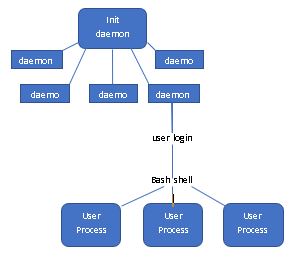 Init
daemon
daemon
daemo
daemo
daemo
daemon
user login
Bash shell
User
Process
User
Process
User
Process